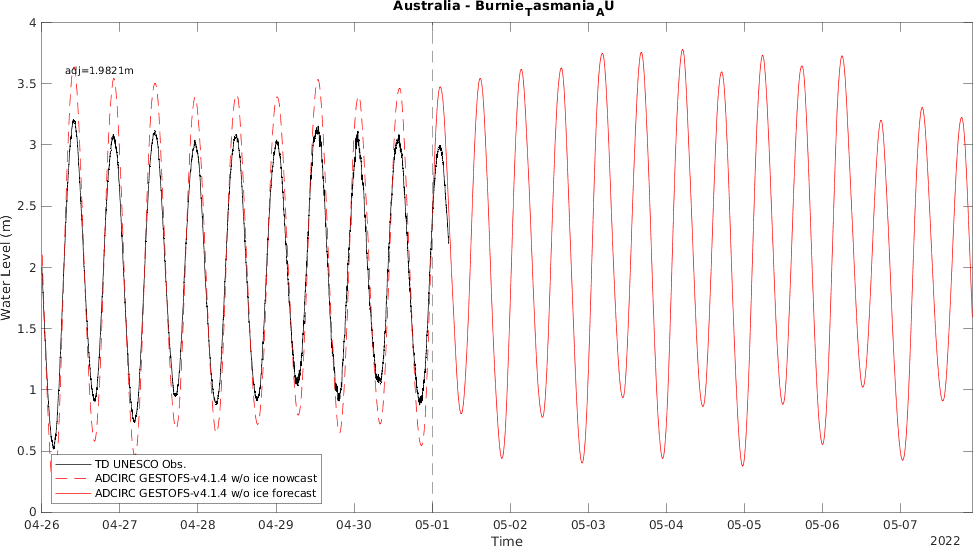 Australia - BurnieTasmaniaAU
adj=1.9821m
4
3.5
3
2.5
2
1.5
1
0.5
0
Water Level (m)
TD UNESCO Obs.
ADCIRC GESTOFS-v4.1.4 w/o ice nowcast
ADCIRC GESTOFS-v4.1.4 w/o ice forecast
04-26 04-27 04-28 04-29 04-30 05-01 05-02 05-03 05-04 05-05 05-06 05-07
Time
2022